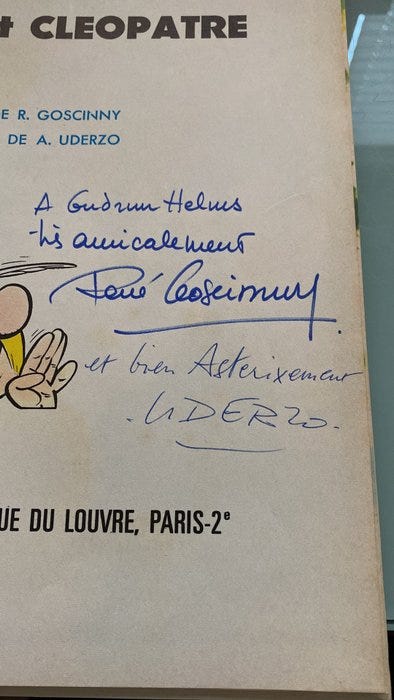 t CLEOPATRE
E R. GOSCINNY
DE A. UDERZO
A Gudrun Helms
très amicalement
René Goscinny
et bien Asterixement
UDERZO.
UE DU LOUVRE, PARIS-2e